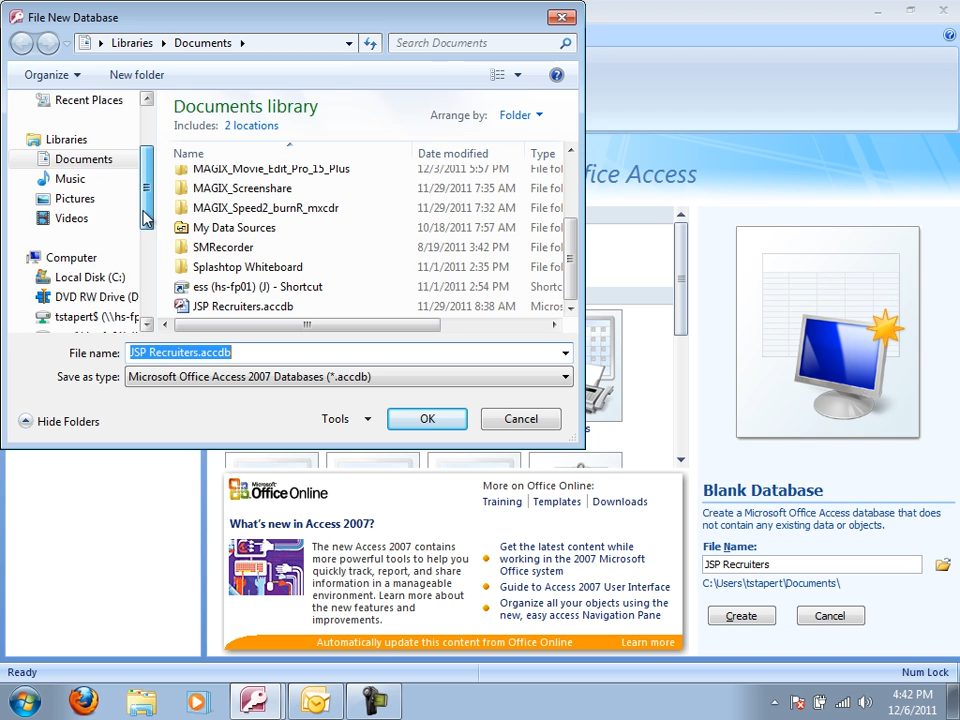 File New Database
Libraries
Documents
Search Documents
Organize
New folder
Recent Places
Libraries
Documents
Music
Pictures
Videos
Computer
Local Disk (C:)
DVD RW Drive (D
tstapert$ (\\hs-fp
Documents library
Includes: 2 locations
Arrange by: Folder
Name Date modified Type
MAGIX_Movie_Edit_Pro_15_Plus 12/3/2011 5:57 PM File fol
MAGIX_Screenshare 11/29/2011 7:35 AM File fol
MAGIX_Speed2_burnR_mxcdr 11/29/2011 7:32 AM File fol
My Data Sources 10/18/2011 7:57 AM File fol
SMRecorder 8/19/2011 3:42 PM File fol
Splashtop Whiteboard 11/1/2011 2:35 PM File fol
ess (hs-fp01) (J) - Shortcut 11/1/2011 2:54 PM Shortc
JSP Recruiters.accdb 11/29/2011 8:38 AM Micros
File name: JSP Recruiters.accdb
Save as type: Microsoft Office Access 2007 Databases (*.accdb)
Hide Folders
Tools
OK
Cancel
ice Access
Microsoft
Office Online
More on Office Online:
Training | Templates | Downloads
What's new in Access 2007?
The new Access 2007 contains
more powerful tools to help you
quickly track, report, and share
information in a manageable
environment. Learn more about
the new features and
improvements.
Get the latest content while
working in the 2007 Microsoft
Office system
Guide to Access 2007 User Interface
Organize all your objects using the
new, easy access Navigation Pane
Automatically update this content from Office Online
Learn more
Blank Database
Create a Microsoft Office Access database that does
not contain any existing data or objects.
File Name:
JSP Recruiters
C:\Users\tstapert\Documents\
Create
Cancel
Ready
Num Lock
4:42 PM
12/6/2011